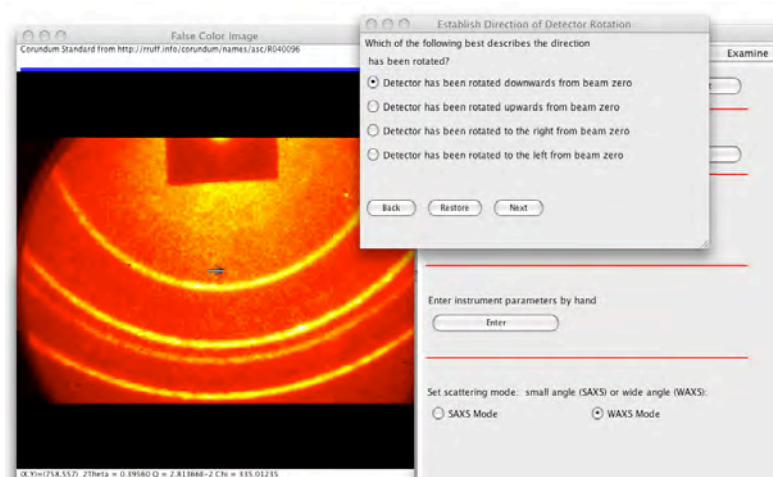 False Color Image
Corundum Standard from http://rruff.info/corundum/names/asc/R040096
Establish Direction of Detector Rotation
Which of the following best describes the direction
has been rotated?
Detector has been rotated downwards from beam zero
Detector has been rotated upwards from beam zero
Detector has been rotated to the right from beam zero
Detector has been rotated to the left from beam zero
Back Restore Next
Examine
Enter instrument parameters by hand
Enter
Set scattering mode: small angle (SAXS) or wide angle (WAXS):
SAXS Mode WAXS Mode
(X,Y)=(758,557) 2Theta = 0.39560 Q = 2.81366E-2 Chi = 335.01235